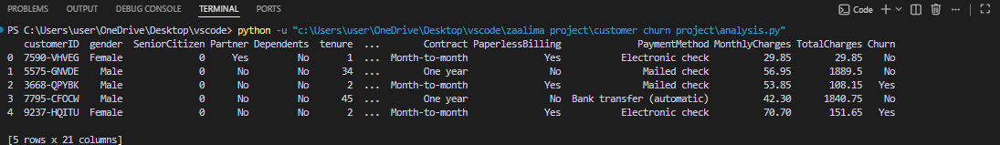 PROBLEMS OUTPUT DEBUG CONSOLE TERMINAL PORTS Code
PS C:\Users\user\OneDrive\Desktop\vscode> python -u "c:\Users\user\OneDrive\Desktop\vscode\zaalima project\customer churn project\analysis.py"
customerID gender SeniorCitizen Partner Dependents tenure ... Contract PaperlessBilling PaymentMethod MonthlyCharges TotalCharges Churn
0 7590-VHVEG Female 0 Yes No 1 ... Month-to-month Yes Electronic check 29.85 29.85 No
1 5575-GNVDE Male 0 No No 34 ... One year No Mailed check 56.95 1889.5 No
2 3668-QPYBK Male 0 No No 2 ... Month-to-month Yes Mailed check 53.85 108.15 Yes
3 7795-CFOCW Male 0 No No 45 ... One year No Bank transfer (automatic) 42.30 1840.75 No
4 9237-HQITU Female 0 No No 2 ... Month-to-month Yes Electronic check 70.70 151.65 Yes
[5 rows x 21 columns]